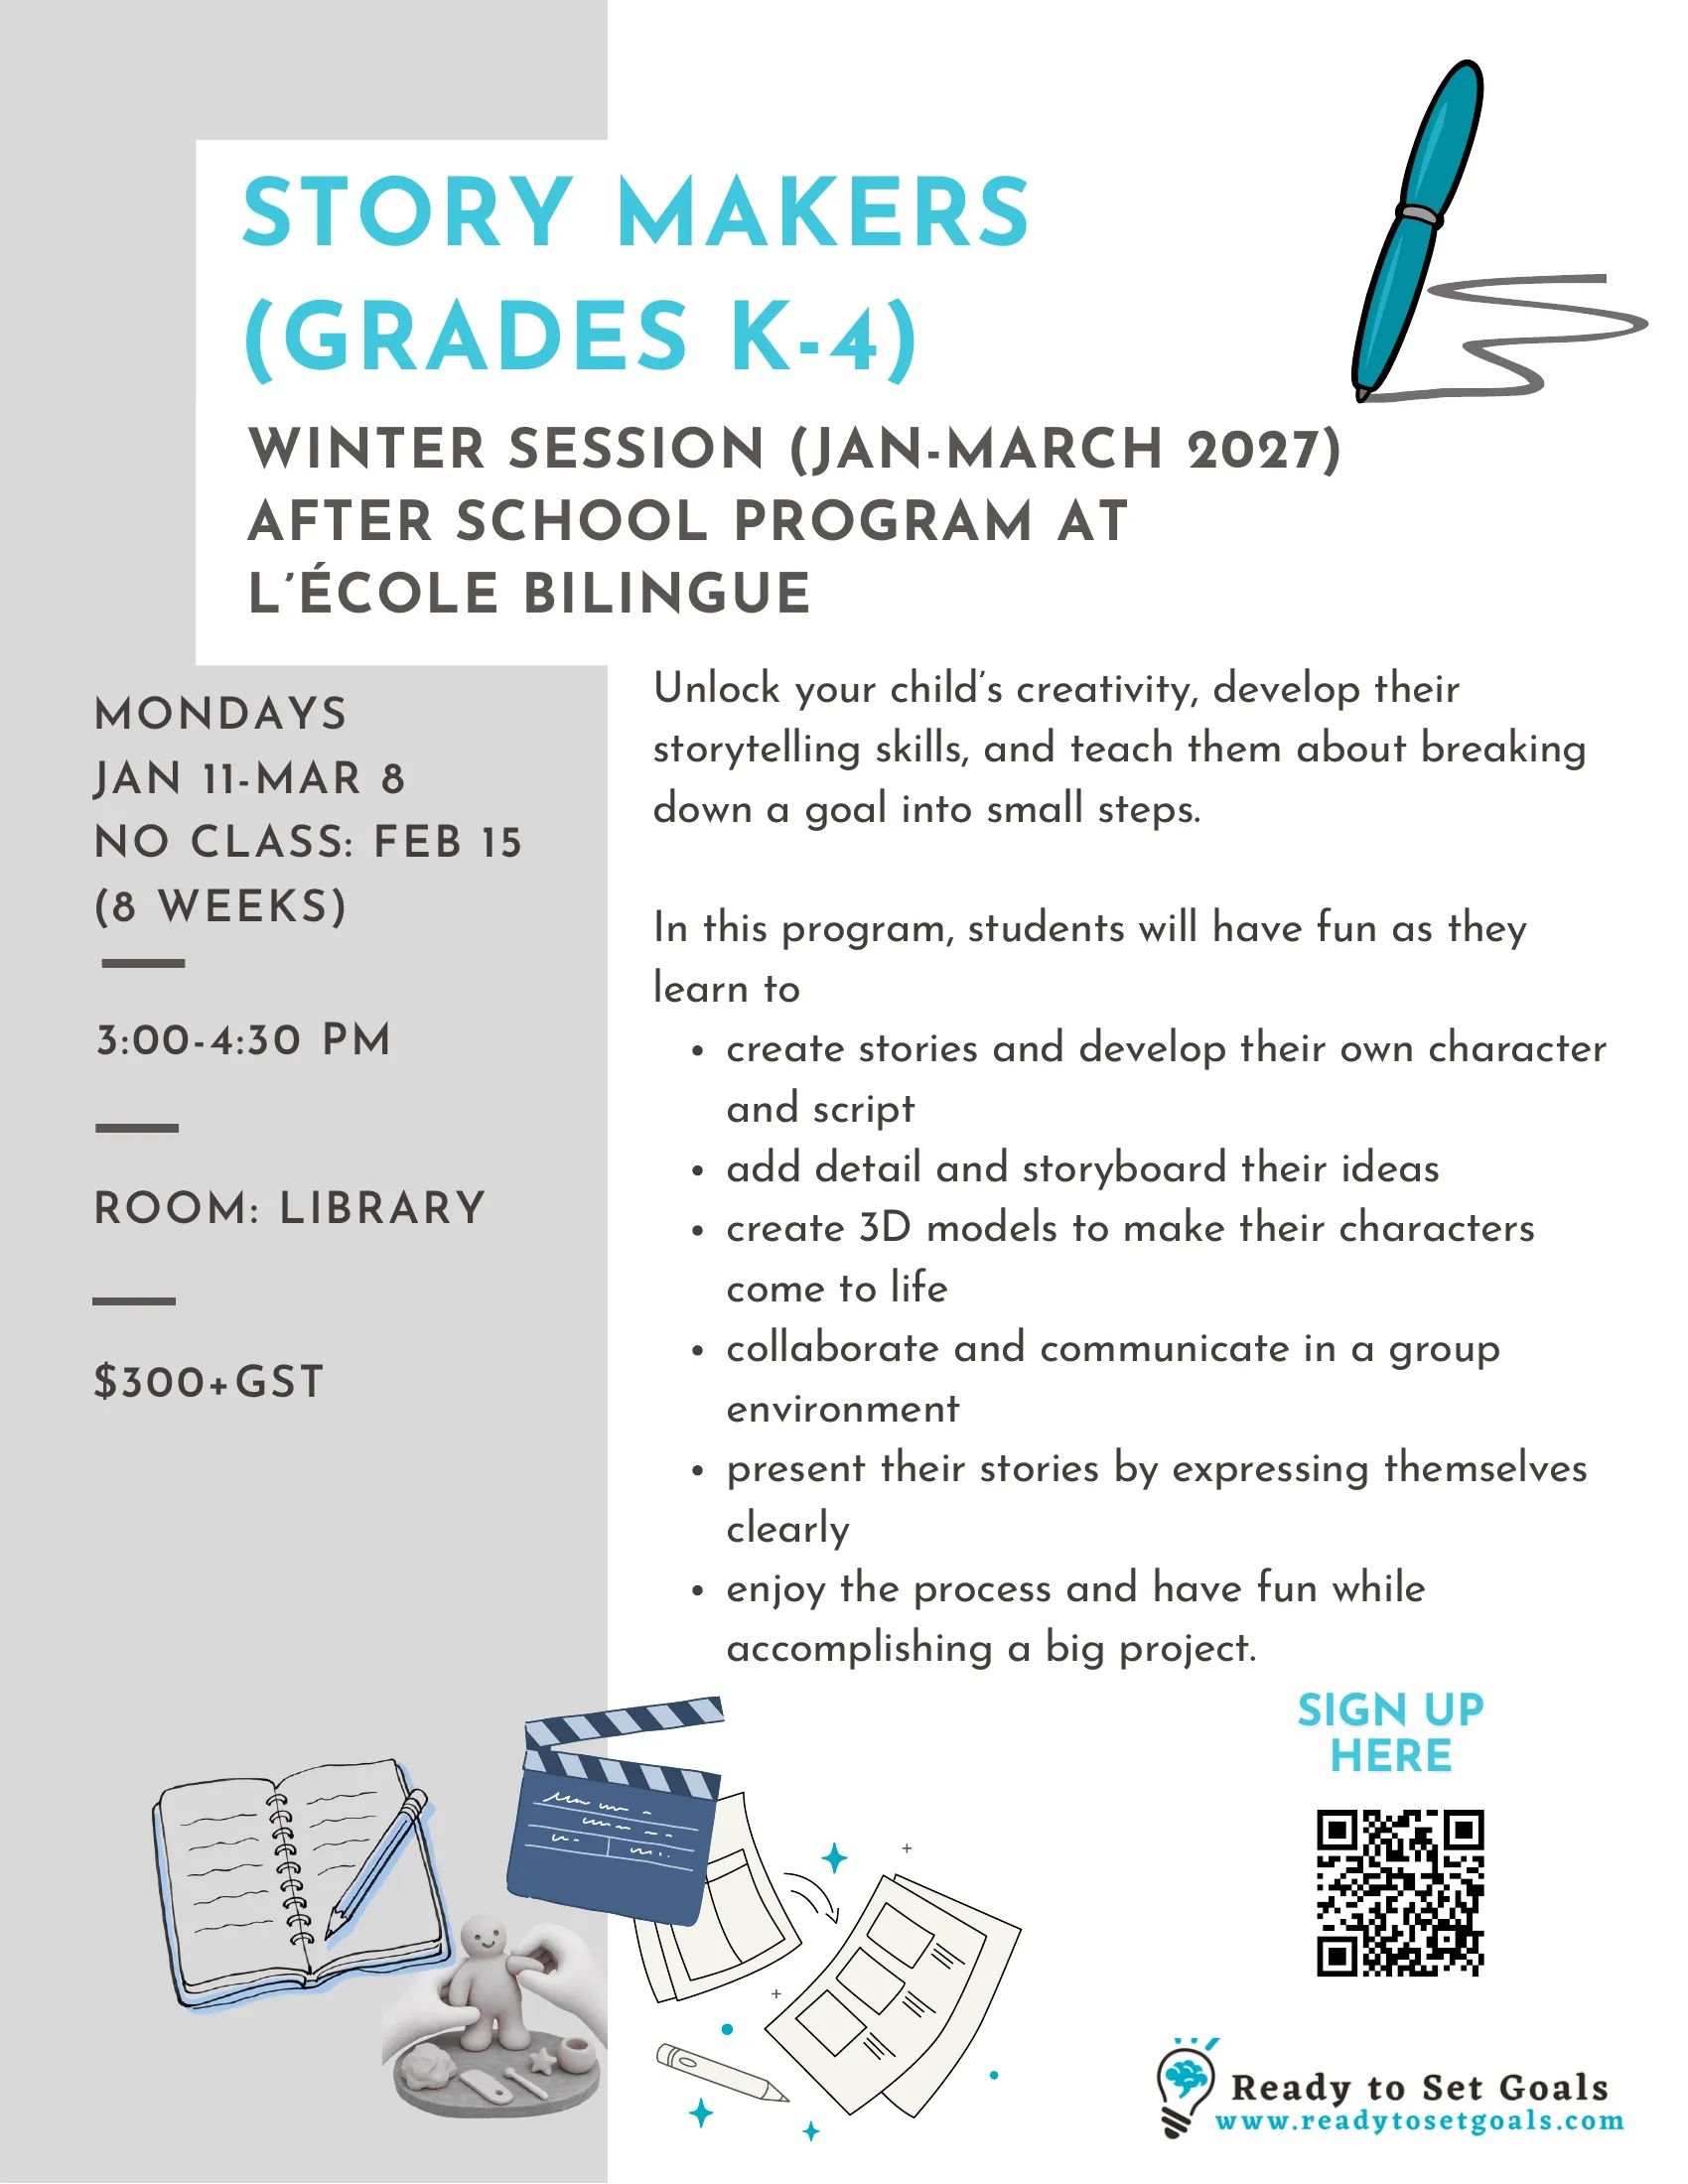 STORY MAKERS
(GRADES K-4)
WINTER SESSION (JAN-MARCH 2027)
AFTER SCHOOL PROGRAM AT
L'ÉCOLE BILINGUE
MONDAYS
JAN 11-MAR 8
NO CLASS: FEB 15
(8 WEEKS)
3:00-4:30 PM
ROOM: LIBRARY
$300+GST
Unlock your child's creativity, develop their
storytelling skills, and teach them about breaking
down a goal into small steps.
In this program, students will have fun as they
learn to
• create stories and develop their own character
and script
• add detail and storyboard their ideas
• create 3D models to make their characters
come to life
• collaborate and communicate in a group
environment
• present their stories by expressing themselves
clearly
• enjoy the process and have fun while
accomplishing a big project.
SIGN UP
HERE
Ready to Set Goals
www.readytosetgoals.com